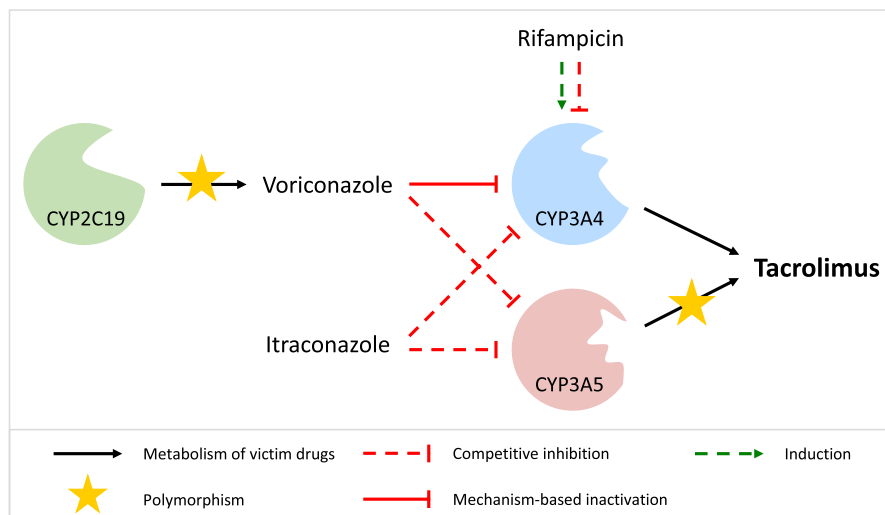 Rifampicin
CYP2C19
Voriconazole
CYP3A4
Tacrolimus
Itraconazole
CYP3A5
Metabolism of victim drugs
Competitive inhibition
Induction
Polymorphism
Mechanism-based inactivation